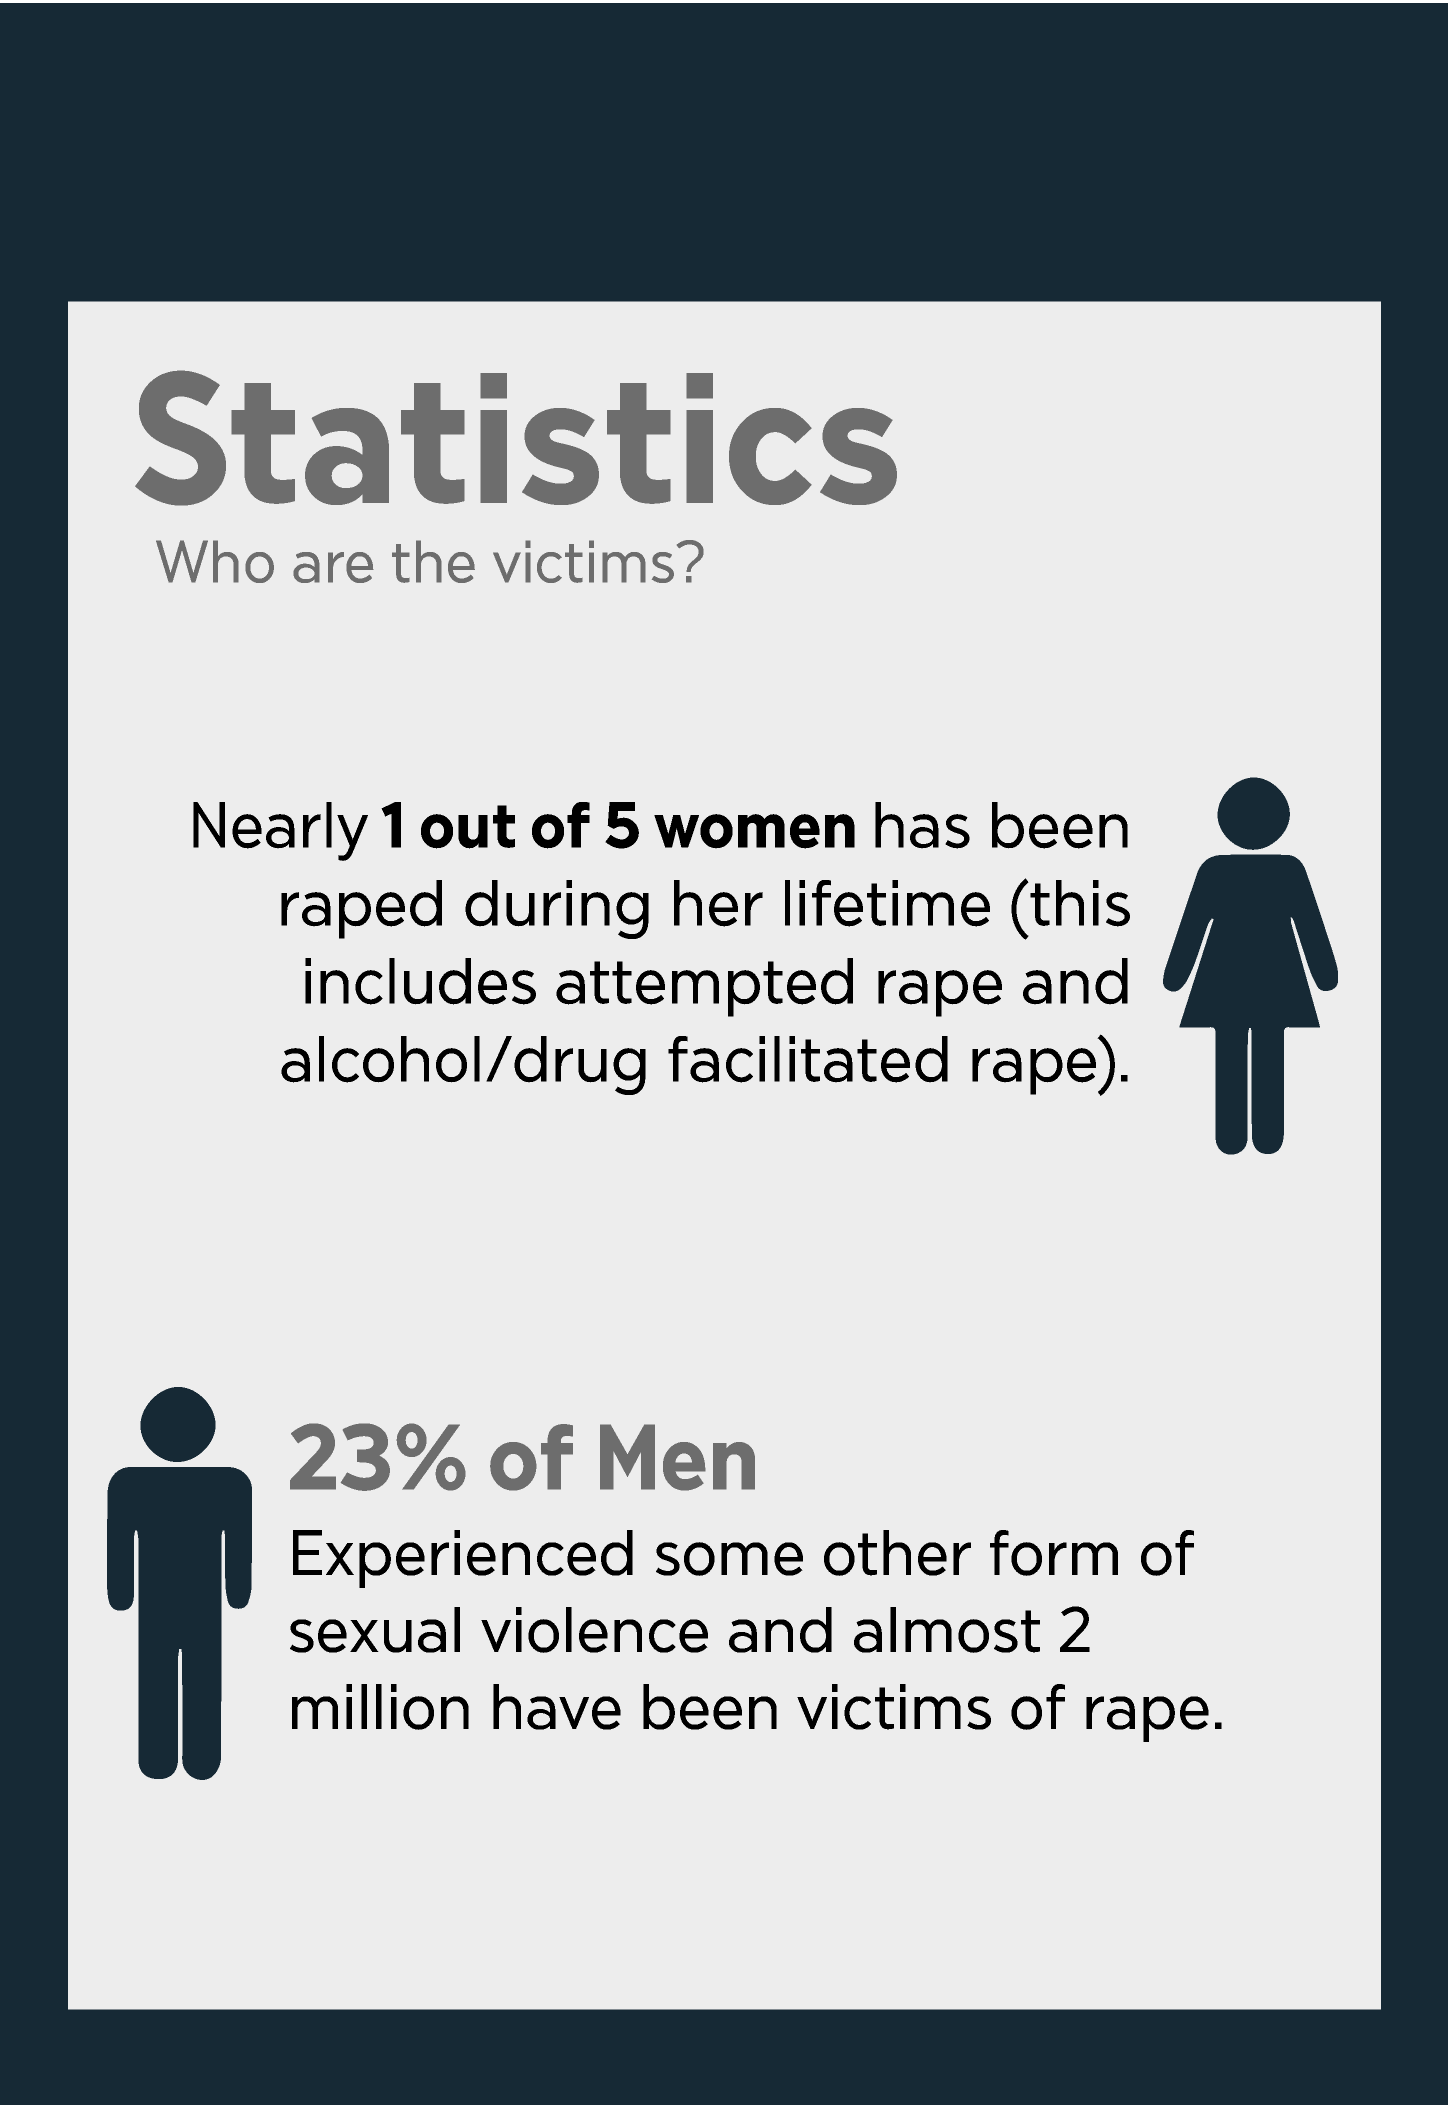 Statistics
Who are the victims?
Nearly 1 out of 5 women has been
raped during her lifetime (this
includes attempted rape and
alcohol/drug facilitated rape).
23% of Men
Experienced some other form of
sexual violence and almost 2
million have been victims of rape.